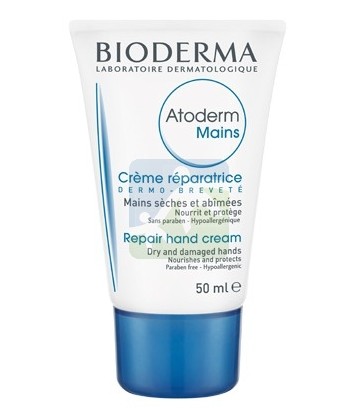 BIODERMA
LABORATOIRE DERMATOLOGIQUE
Atoderm
Mains
Crème réparatrice
DERMO-BREVETÉ
Mains sèches et abîmées
Nourrit et protège
Sans paraben - Hypoallergénique
Repair hand cream
Dry and damaged hands
Nourishes and protects
Paraben free - Hypoallergenic
50 ml e